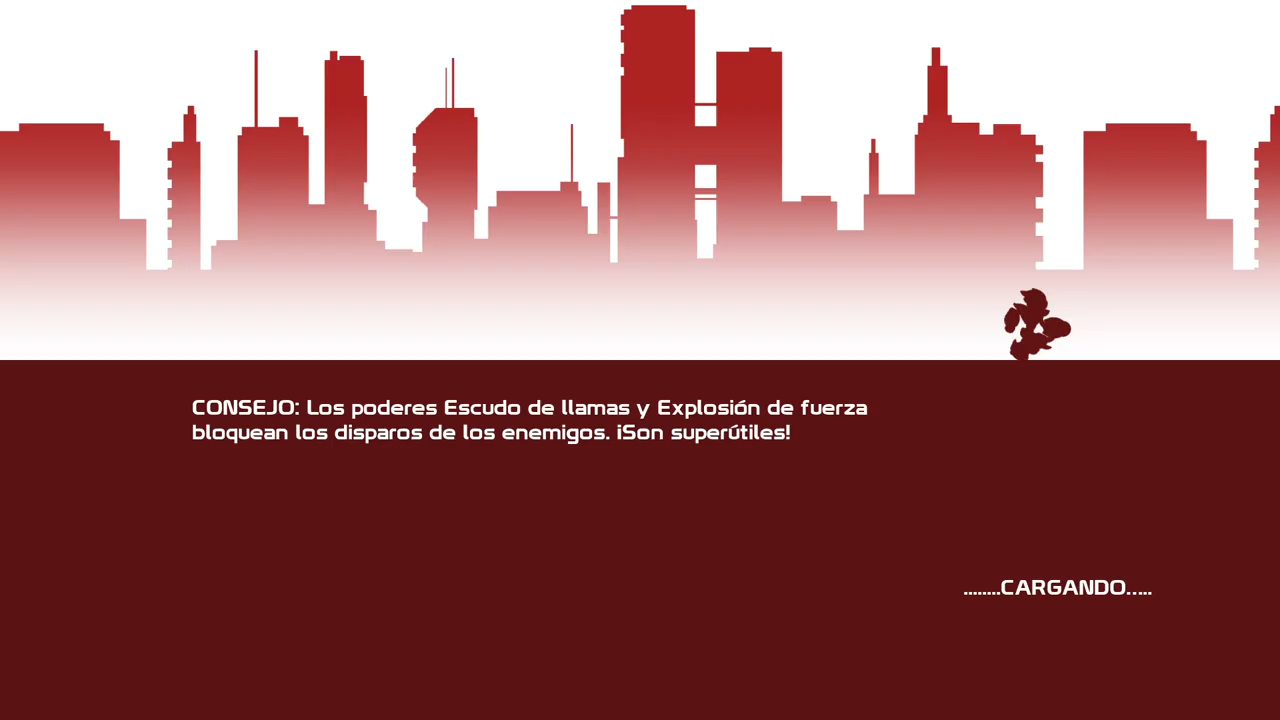 CONSEJO: Los poderes Escudo de llamas y Explosión de fuerza
bloquean los disparos de los enemigos. ¡Son superútiles!
........CARGANDO.....